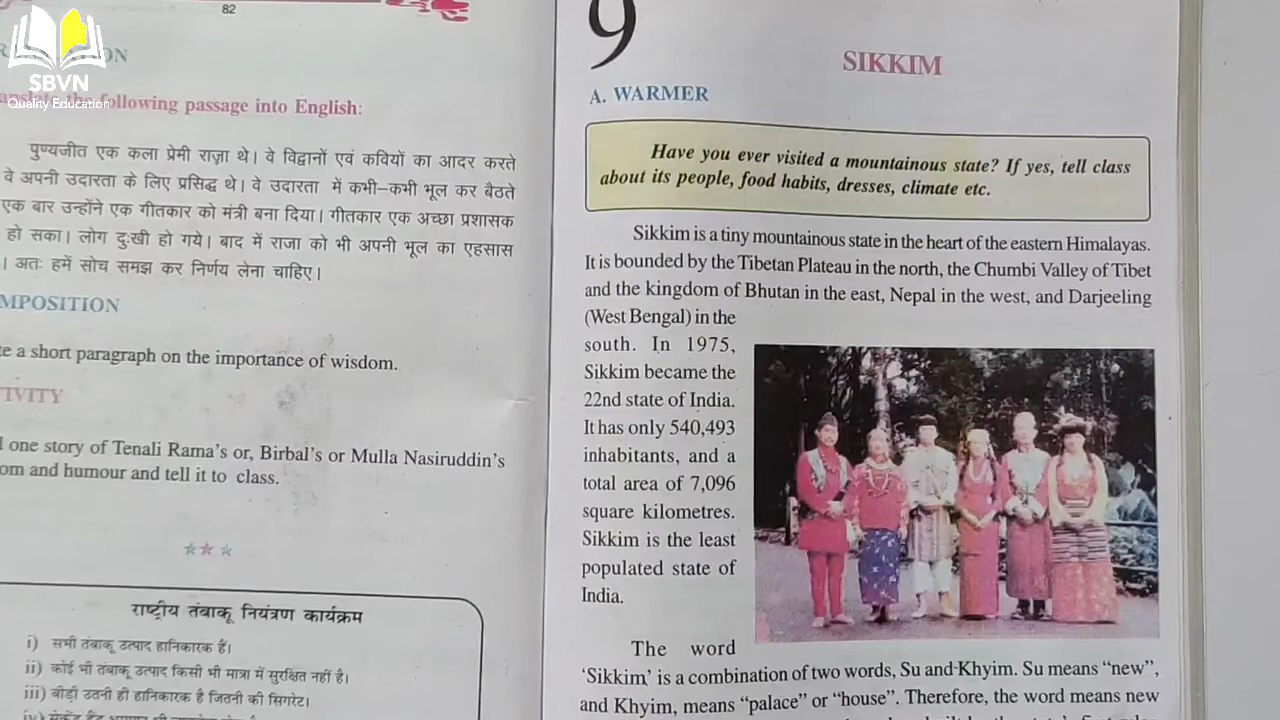 82
SBVN
Quality Education
following passage into English:
पुण्यजीत एक कला प्रेमी राजा थे। वे विद्वानों एवं कवियों का आदर करते
वे अपनी उदारता के लिए प्रसिद्ध थे। वे उदारता में कभी–कभी भूल कर बैठते
एक बार उन्होंने एक गीतकार को मंत्री बना दिया। गीतकार एक अच्छा प्रशासक
हो सका। लोग दुःखी हो गये। बाद में राजा को भी अपनी भूल का एहसास
। अतः हमें सोच समझ कर निर्णय लेना चाहिए।
MPOSITION
te a short paragraph on the importance of wisdom.
TIVITY
one story of Tenali Rama's or, Birbal's or Mulla Nasiruddin's
om and humour and tell it to class.
राष्ट्रीय तंबाकू नियंत्रण कार्यक्रम
i) सभी तंबाकू उत्पाद हानिकारक हैं।
ii) कोई भी तंबाकू उत्पाद किसी भी मात्रा में सुरक्षित नहीं है।
iii) बीड़ी उतनी ही हानिकारक है जितनी की सिगरेट।
9
SIKKIM
A. WARMER
Have you ever visited a mountainous state? If yes, tell class
about its people, food habits, dresses, climate etc.
Sikkim is a tiny mountainous state in the heart of the eastern Himalayas.
It is bounded by the Tibetan Plateau in the north, the Chumbi Valley of Tibet
and the kingdom of Bhutan in the east, Nepal in the west, and Darjeeling
(West Bengal) in the
south. In 1975,
Sikkim became the
22nd state of India.
It has only 540,493
inhabitants, and a
total area of 7,096
square kilometres.
Sikkim is the least
populated state of
India.
The word
'Sikkim' is a combination of two words, Su and Khyim. Su means "new",
and Khyim, means "palace" or "house". Therefore, the word means new